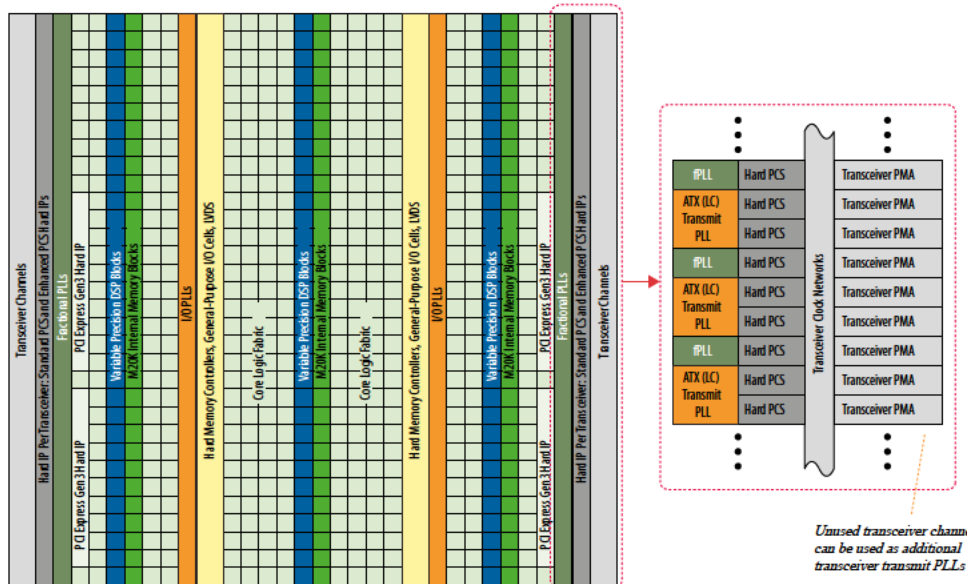 Transceiver Channels
Hard IP Per Transceiver: Standard PCS and Enhanced PCS Hard IPs
Fractional PLLs
PCI Express Gen3 Hard IP
PCI Express Gen3 Hard IP
Variable Precision DSP Blocks
M20K Internal Memory Blocks
I/O PLLs
Hard Memory Controllers, General-Purpose I/O Cells, LVDS
Core Logic Fabric
Variable Precision DSP Blocks
M20K Internal Memory Blocks
Core Logic Fabric
Hard Memory Controllers, General-Purpose I/O Cells, LVDS
I/O PLLs
Variable Precision DSP Blocks
M20K Internal Memory Blocks
PCI Express Gen3 Hard IP
PCI Express Gen3 Hard IP
Fractional PLLs
Hard IP Per Transceiver: Standard PCS and Enhanced PCS Hard IPs
Transceiver Channels
fPLL
ATX (LC)
Transmit
PLL
fPLL
ATX (LC)
Transmit
PLL
fPLL
ATX (LC)
Transmit
PLL
Hard PCS
Hard PCS
Hard PCS
Hard PCS
Hard PCS
Hard PCS
Hard PCS
Hard PCS
Hard PCS
Transceiver Clock Networks
Transceiver PMA
Transceiver PMA
Transceiver PMA
Transceiver PMA
Transceiver PMA
Transceiver PMA
Transceiver PMA
Transceiver PMA
Transceiver PMA
Unused transceiver
can be used as additional
transceiver transmit PLLs